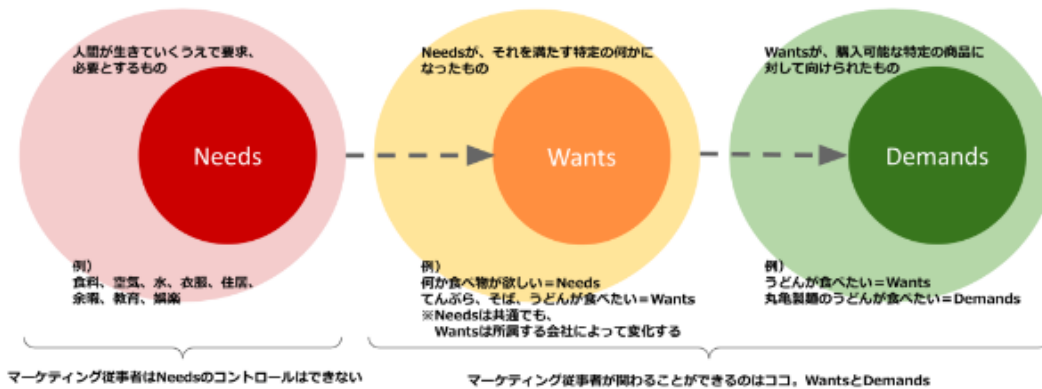 人間が生きていくうえで要求、
必要とするもの
Needs
例)
食料、空気、水、衣服、住居、
余暇、教育、娯楽
マーケティング従事者はNeedsのコントロールはできない
Needsが、それを満たす特定の何かに
なったもの
Wants
例)
何か食べ物が欲しい＝Needs
てんぷら、そば、うどんが食べたい＝Wants
※Needsは共通でも、
Wantsは所属する会社によって変化する
Wantsが、購入可能な特定の商品に
対して向けられたもの
Demands
例)
うどんが食べたい＝Wants
丸亀製麺のうどんが食べたい＝Demands
マーケティング従事者が関わることができるのはココ。WantsとDemands